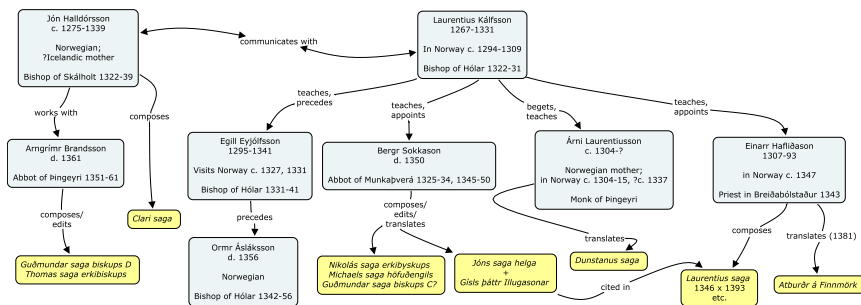 Jón Halldórsson
c. 1275-1339
Norwegian;
?Icelandic mother
Bishop of Skálholt 1322-39
communicates with
Laurentius Kálfsson
1267-1331
In Norway c. 1294-1309
Bishop of Hólar 1322-31
works with
composes
teaches,
precedes
teaches,
appoints
begets,
teaches
teaches,
appoints
Arngrímr Brandsson
d. 1361
Abbot of Þingeyri 1351-61
Egill Eyjólfsson
1295-1341
Visits Norway c. 1327, 1331
Bishop of Hólar 1331-41
Bergr Sokkason
d. 1350
Abbot of Munkaþverá 1325-34, 1345-50
Árni Laurentiusson
c. 1304-?
Norwegian mother;
in Norway c. 1304-15, ?c. 1337
Monk of Þingeyri
Einarr Hafliðason
1307-93
in Norway c. 1347
Priest in Breiðabólstaður 1343
composes/
edits
Clari saga
precedes
composes/
edits/
translates
translates
composes
translates (1381)
Guðmundar saga biskups D
Thomas saga erkibiskups
Ormr Ásláksson
d. 1356
Norwegian
Bishop of Hólar 1342-56
Nikolás saga erkibyskups
Michaels saga höfuðengils
Guðmundar saga biskups C?
Jóns saga helga
+
Gísls þáttr Illugasonar
Dunstanus saga
cited in
Laurentius saga
1346 x 1393
etc.
Atburðr á Finnmörk